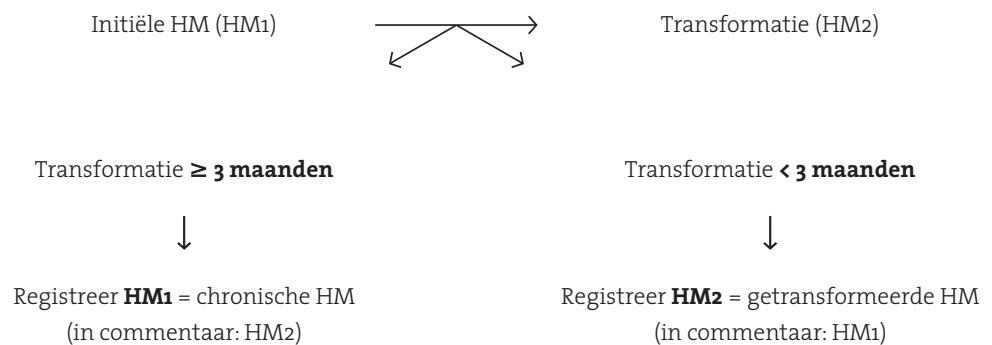 Initiële HM (HM1)
Transformatie (HM2)
Transformatie ≥ 3 maanden
Transformatie < 3 maanden
Registreer HM1 = chronische HM
(in commentaar: HM2)
Registreer HM2 = getransformeerde HM
(in commentaar: HM1)